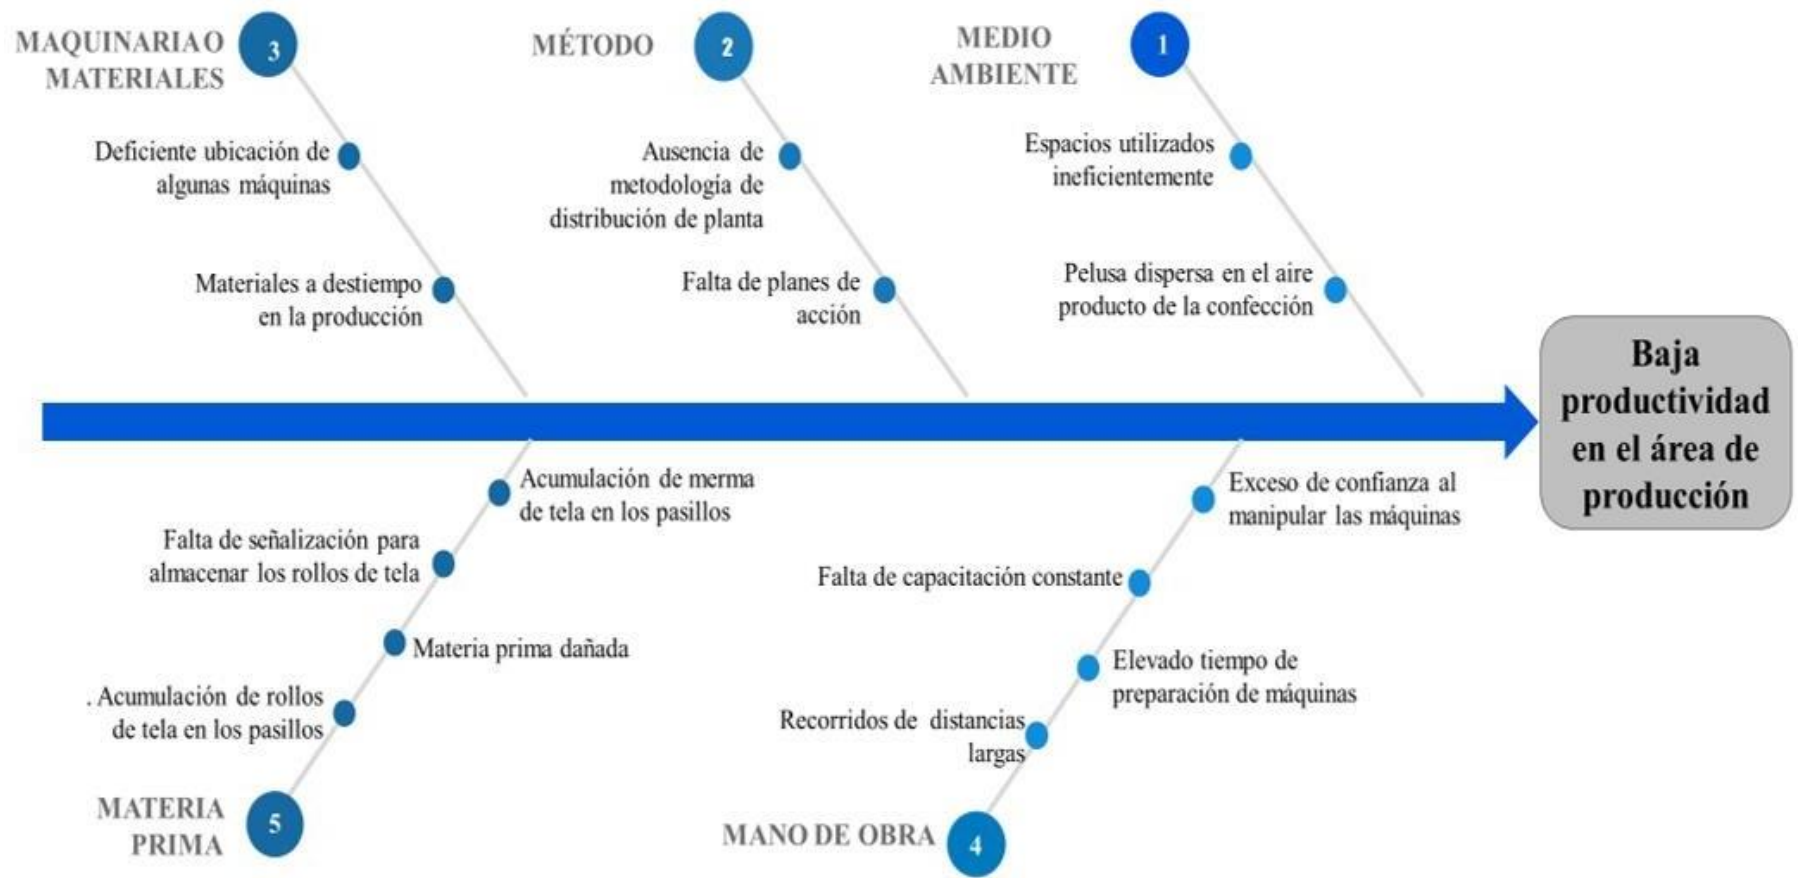 MAQUINARIA O
MATERIALES
3
Deficiente ubicación de
algunas máquinas
Materiales a destiempo
en la producción
MÉTODO
2
Ausencia de
metodología de
distribución de planta
Falta de planes de
acción
MEDIO
AMBIENTE
1
Espacios utilizados
ineficientemente
Pelusa dispersa en el aire
producto de la confección
Baja
productividad
en el área de
producción
Acumulación de merma
de tela en los pasillos
Falta de señalización para
almacenar los rollos de tela
Materia prima dañada
. Acumulación de rollos
de tela en los pasillos
MATERIA
PRIMA
5
Exceso de confianza al
manipular las máquinas
Falta de capacitación constante
Elevado tiempo de
preparación de máquinas
Recorridos de distancias
largas
MANO DE OBRA
4